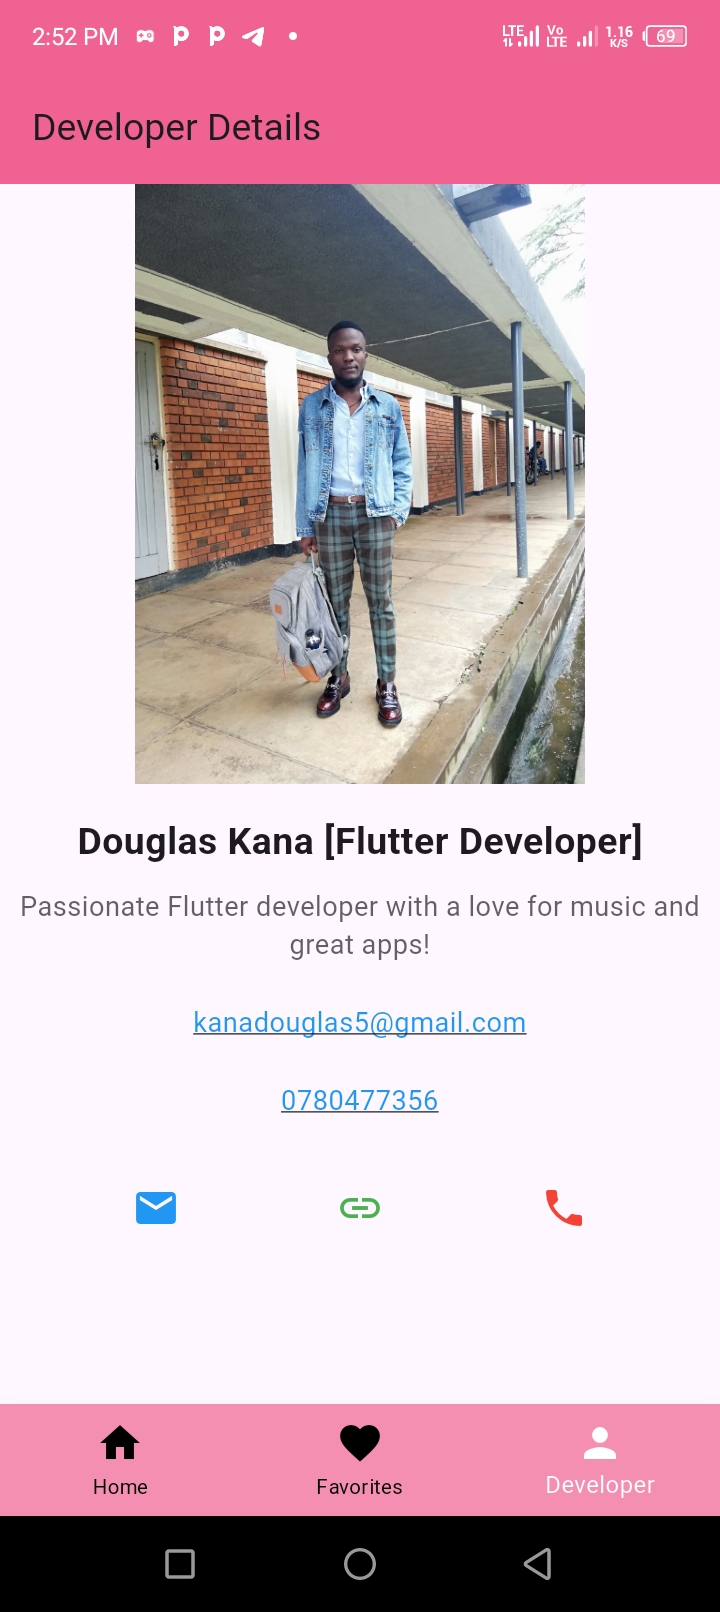 2:52 PM
LTE
Vo
LTE
1.16
K/S
69
Developer Details
Douglas Kana [Flutter Developer]
Passionate Flutter developer with a love for music and
great apps!
kanadouglas5@gmail.com
0780477356
Home
Favorites
Developer